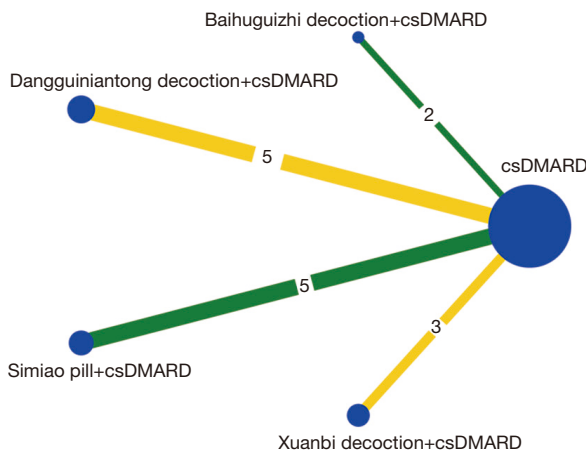 Baihuguizhi decoction+csDMARD
Dangguiniantong decoction+csDMARD
2
5
csDMARD
5
3
Simiao pill+csDMARD
Xuanbi decoction+csDMARD